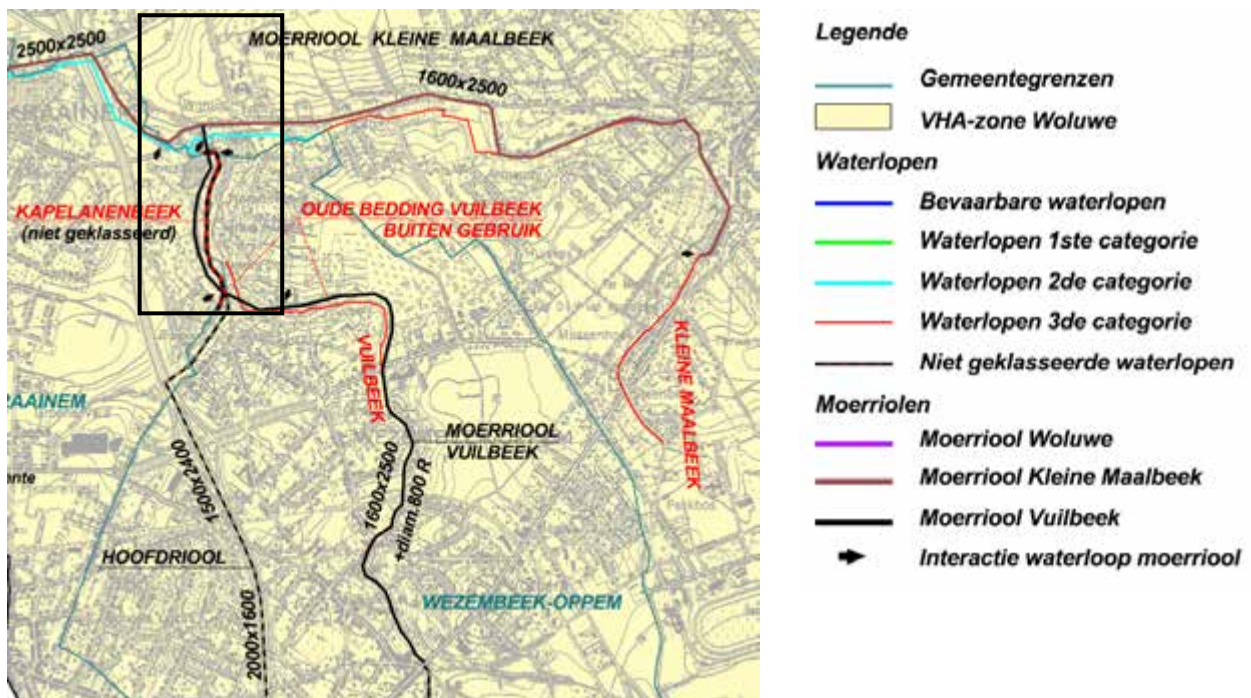 2500x2500
MOERRIOOL KLEINE MAALBEEK
1600x2500
KRAAINEM
KAPELANENBEEK
(niet geklasseerd)
OUDE BEDDING VUILBEEK
BUITEN GEBRUIK
VUILBEEK
KLEINE MAALBEEK
RAAINEM
MOERRIOOL
VUILBEEK
1500x2400
1600x2500
+diam.800 R
HOOFDRIOOL
2000x1600
WEZEMBEEK-OPPEM
Legende
Gemeentegrenzen
VHA-zone Woluwe
Waterlopen
Bevaarbare waterlopen
Waterlopen 1ste categorie
Waterlopen 2de categorie
Waterlopen 3de categorie
Niet geklasseerde waterlopen
Moerriolen
Moerriool Woluwe
Moerriool Kleine Maalbeek
Moerriool Vuilbeek
Interactie waterloop moerriool